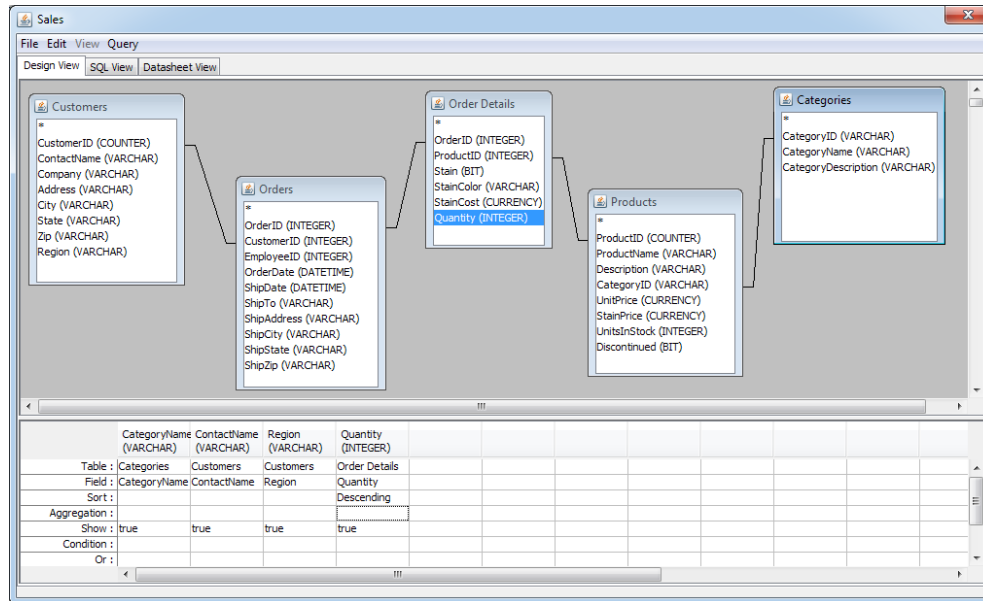 Sales
File Edit View Query
Design View SQL View Datasheet View
Customers
*
CustomerID (COUNTER)
ContactName (VARCHAR)
Company (VARCHAR)
Address (VARCHAR)
City (VARCHAR)
State (VARCHAR)
Zip (VARCHAR)
Region (VARCHAR)
Orders
*
OrderID (INTEGER)
CustomerID (INTEGER)
EmployeeID (INTEGER)
OrderDate (DATETIME)
ShipDate (DATETIME)
ShipTo (VARCHAR)
ShipAddress (VARCHAR)
ShipCity (VARCHAR)
ShipState (VARCHAR)
ShipZip (VARCHAR)
Order Details
*
OrderID (INTEGER)
ProductID (INTEGER)
Stain (BIT)
StainColor (VARCHAR)
StainCost (CURRENCY)
Quantity (INTEGER)
Products
*
ProductID (COUNTER)
ProductName (VARCHAR)
Description (VARCHAR)
CategoryID (VARCHAR)
UnitPrice (CURRENCY)
StainPrice (CURRENCY)
UnitsInStock (INTEGER)
Discontinued (BIT)
Categories
*
CategoryID (VARCHAR)
CategoryName (VARCHAR)
CategoryDescription (VARCHAR)
CategoryName ContactName Region Quantity
(VARCHAR) (VARCHAR) (VARCHAR) (INTEGER)
Table : Categories Customers Customers Order Details
Field : CategoryName ContactName Region Quantity
Sort : Descending
Aggregation :
Show : true true true true
Condition :
Or :